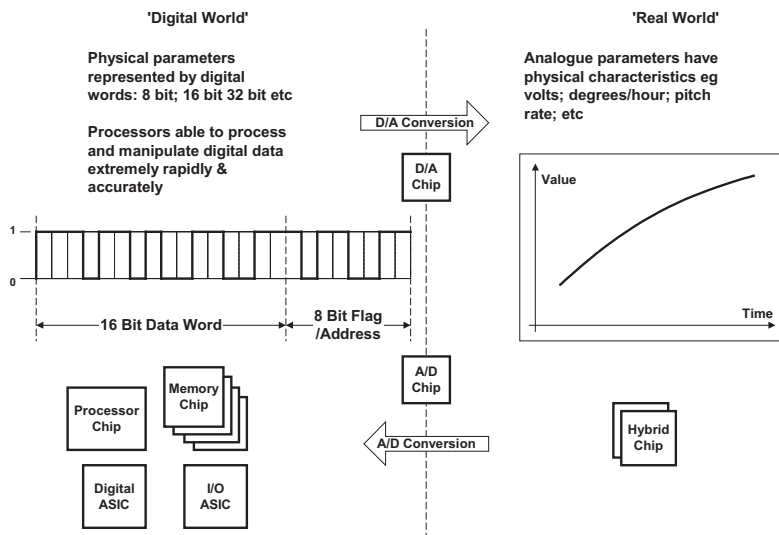 'Digital World'
'Real World'
Physical parameters
represented by digital
words: 8 bit; 16 bit 32 bit etc
Processors able to process
and manipulate digital data
extremely rapidly &
accurately
Analogue parameters have
physical characteristics eg
volts; degrees/hour; pitch
rate; etc
D/A Conversion
D/A
Chip
Value
Time
1
0
16 Bit Data Word
8 Bit Flag
/Address
A/D
Chip
A/D Conversion
Processor
Chip
Memory
Chip
Digital
ASIC
I/O
ASIC
Hybrid
Chip